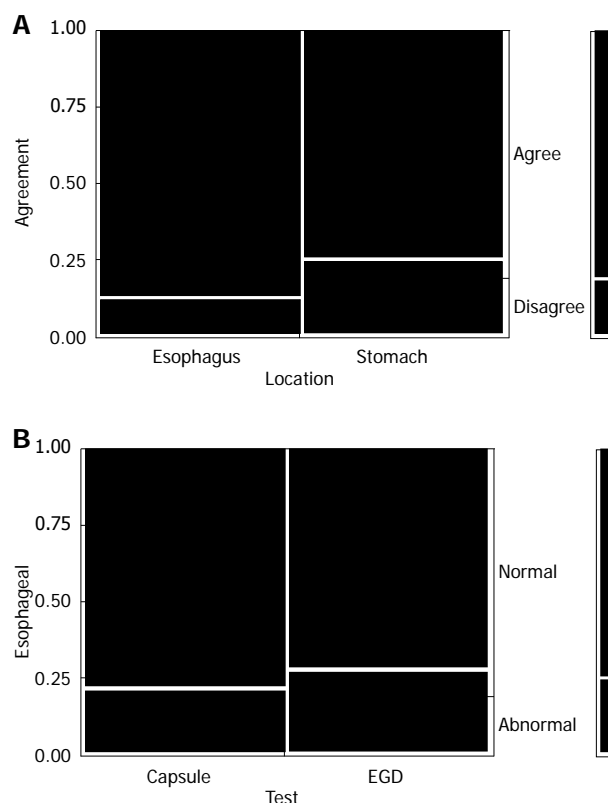 A
1.00
0.75
0.50
0.25
0.00
Agreement
Agree
Disagree
Esophagus Stomach
Location
B
1.00
0.75
0.50
0.25
0.00
Esophageal
Normal
Abnormal
Capsule EGD
Test